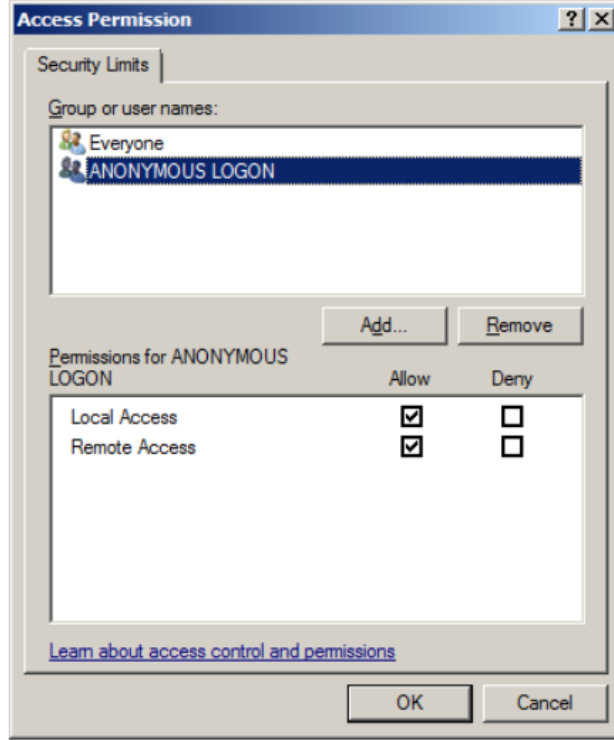 Access Permission
Security Limits
Group or user names:
Everyone
ANONYMOUS LOGON
Add... Remove
Permissions for ANONYMOUS
LOGON Allow Deny
Local Access
Remote Access
Learn about access control and permissions
OK Cancel